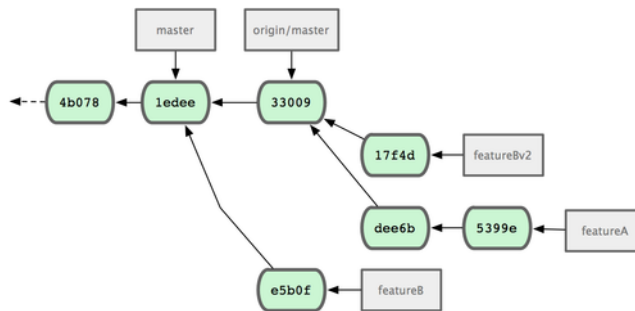 master
origin/master
4b078
1edee
33009
17f4d
featureBv2
dee6b
5399e
featureA
e5b0f
featureB